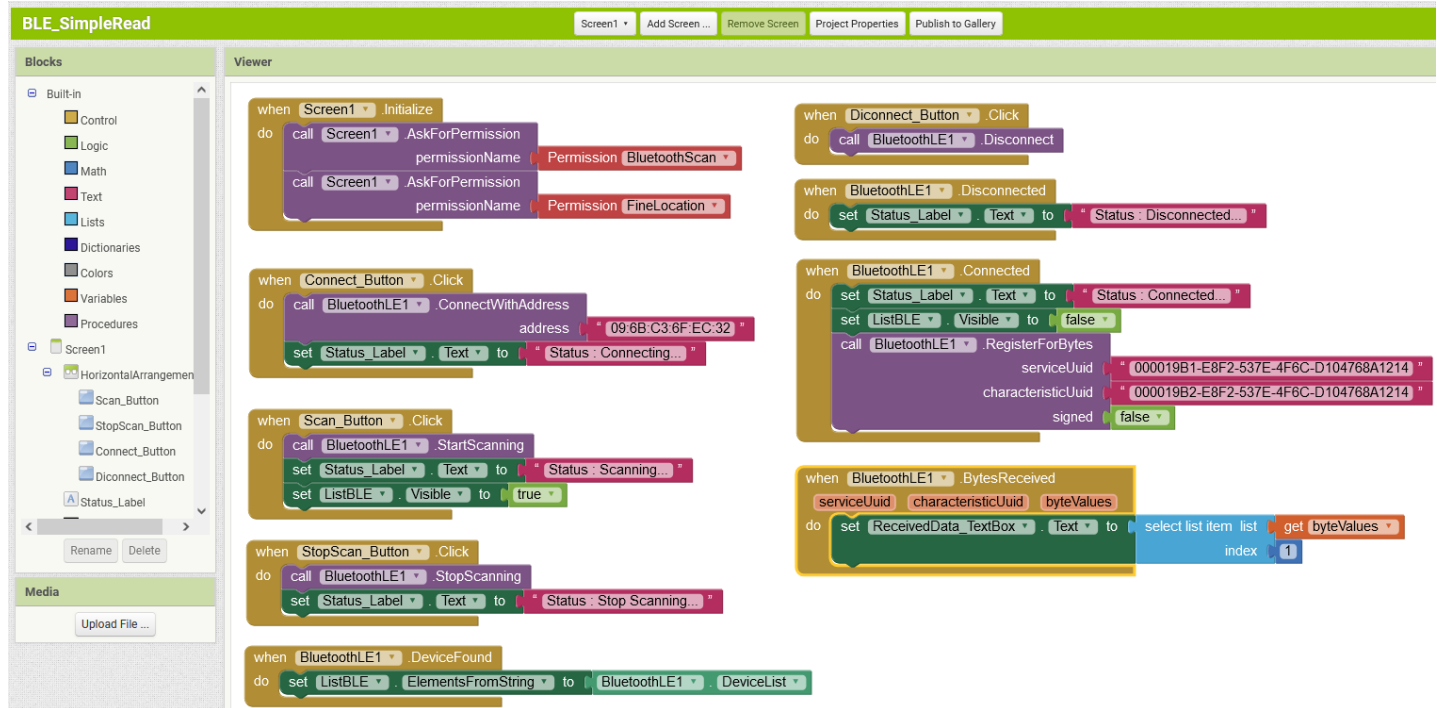 BLE_SimpleRead
Screen1
Add Screen ...
Remove Screen
Project Properties
Publish to Gallery
Blocks
Built-in
Control
Logic
Math
Text
Lists
Dictionaries
Colors
Variables
Procedures
Screen1
HorizontalArrangemen
Scan_Button
StopScan_Button
Connect_Button
Diconnect_Button
Status_Label
Rename
Delete
Media
Upload File ...
Viewer
when Screen1 .Initialize
do call Screen1 .AskForPermission
permissionName Permission BluetoothScan
call Screen1 .AskForPermission
permissionName Permission FineLocation
when Connect_Button .Click
do call BluetoothLE1 .ConnectWithAddress
address " 09:6B:C3:6F:EC:32 "
set Status_Label . Text to " Status : Connecting... "
when Scan_Button .Click
do call BluetoothLE1 .StartScanning
set Status_Label . Text to " Status : Scanning... "
set ListBLE . Visible to true
when StopScan_Button .Click
do call BluetoothLE1 .StopScanning
set Status_Label . Text to " Status : Stop Scanning... "
when BluetoothLE1 .DeviceFound
do set ListBLE . ElementsFromString to BluetoothLE1 . DeviceList
when Diconnect_Button .Click
do call BluetoothLE1 .Disconnect
when BluetoothLE1 .Disconnected
do set Status_Label . Text to " Status : Disconnected... "
when BluetoothLE1 .Connected
do set Status_Label . Text to " Status : Connected... "
set ListBLE . Visible to false
call BluetoothLE1 .RegisterForBytes
serviceUuid " 000019B1-E8F2-537E-4F6C-D104768A1214 "
characteristicUuid " 000019B2-E8F2-537E-4F6C-D104768A1214 "
signed false
when BluetoothLE1 .BytesReceived
serviceUuid characteristicUuid byteValues
do set ReceivedData_TextBox . Text to select list item list get byteValues
index 1